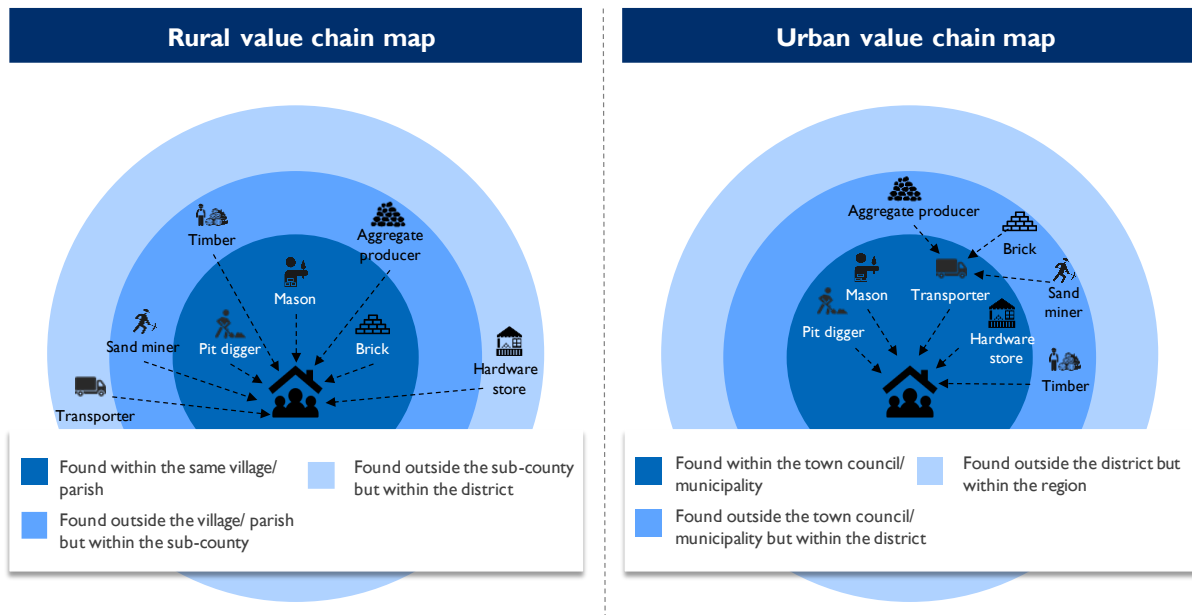 Rural value chain map
Timber
Aggregate
producer
Mason
Sand miner
Pit digger
Brick
Hardware
store
Transporter
Found within the same village/
parish
Found outside the sub-county
but within the district
Found outside the village/ parish
but within the sub-county
Urban value chain map
Aggregate producer
Brick
Mason
Transporter
Sand
miner
Pit digger
Hardware
store
Timber
Found within the town council/
municipality
Found outside the district but
within the region
Found outside the town council/
municipality but within the district